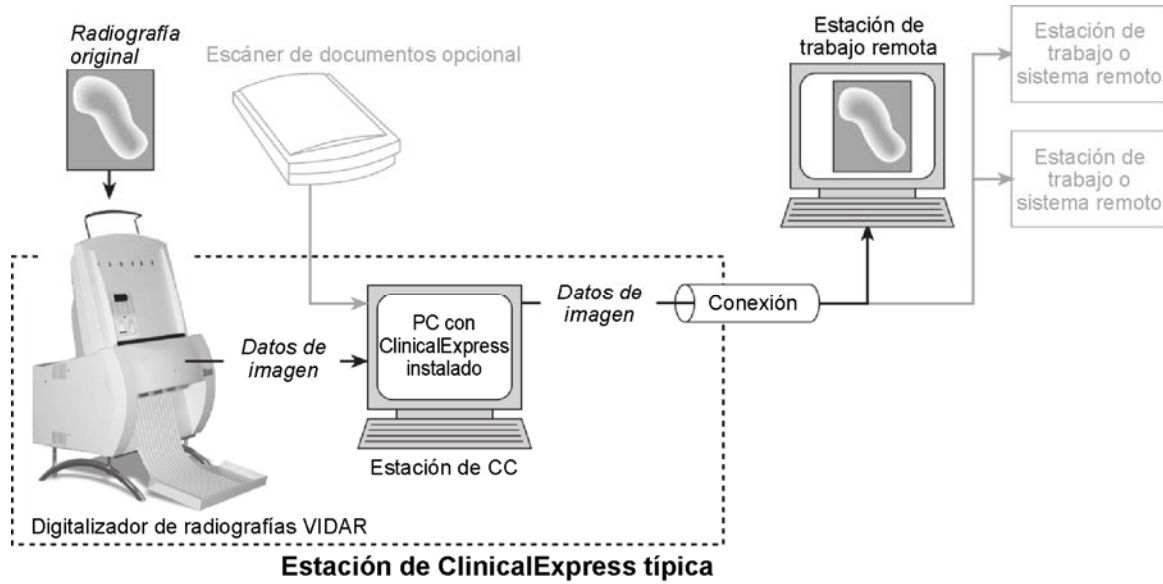 Radiografía
original
Escáner de documentos opcional
Estación de
trabajo remota
Estación de
trabajo o
sistema remoto
Estación de
trabajo o
sistema remoto
Datos de
imagen
PC con
ClinicalExpress
instalado
Datos de
imagen
Conexión
Estación de CC
Digitalizador de radiografías VIDAR
Estación de ClinicalExpress típica